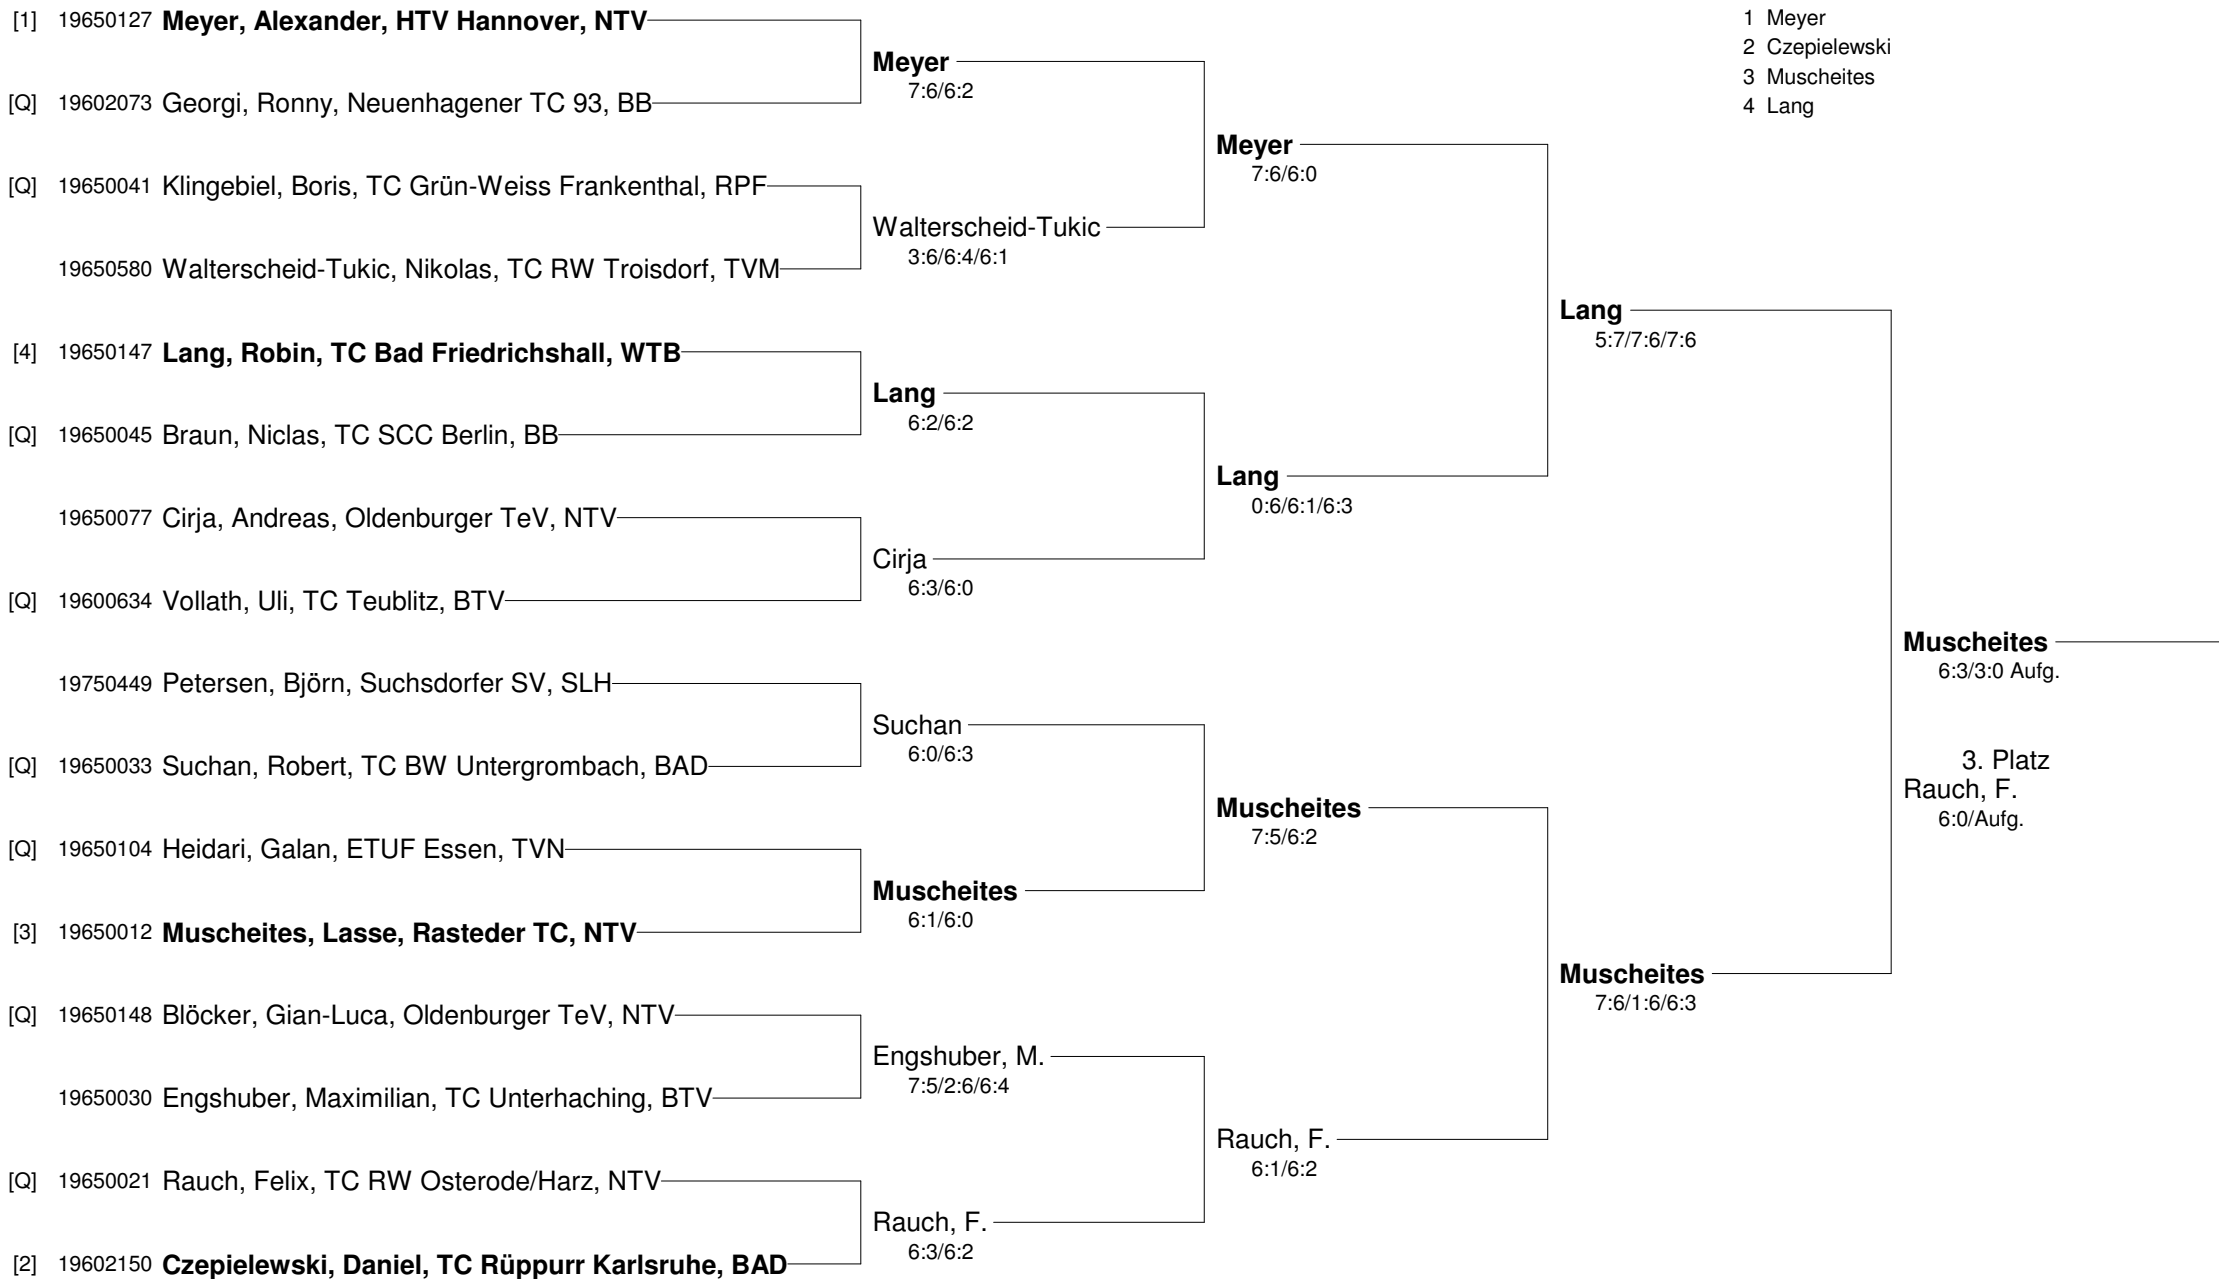 [1] 19650127 Meyer, Alexander, HTV Hannover, NTV
[Q] 19602073 Georgi, Ronny, Neuenhagener TC 93, BB
[Q] 19650041 Klingebiel, Boris, TC Grün-Weiss Frankenthal, RPF
19650580 Walterscheid-Tukic, Nikolas, TC RW Troisdorf, TVM
[4] 19650147 Lang, Robin, TC Bad Friedrichshall, WTB
[Q] 19650045 Braun, Niclas, TC SCC Berlin, BB
19650077 Cirja, Andreas, Oldenburger TeV, NTV
[Q] 19600634 Vollath, Uli, TC Teublitz, BTV
19750449 Petersen, Björn, Suchsdorfer SV, SLH
[Q] 19650033 Suchan, Robert, TC BW Untergrombach, BAD
[Q] 19650104 Heidari, Galan, ETUF Essen, TVN
[3] 19650012 Muscheites, Lasse, Rasteder TC, NTV
[Q] 19650148 Blöcker, Gian-Luca, Oldenburger TeV, NTV
19650030 Engshuber, Maximilian, TC Unterhaching, BTV
[Q] 19650021 Rauch, Felix, TC RW Osterode/Harz, NTV
[2] 19602150 Czepielewski, Daniel, TC Rüppurr Karlsruhe, BAD
Meyer
7:6/6:2
Walterscheid-Tukic
3:6/6:4/6:1
Lang
6:2/6:2
Cirja
6:3/6:0
Suchan
6:0/6:3
Muscheites
6:1/6:0
Engshuber, M.
7:5/2:6/6:4
Rauch, F.
6:3/6:2
Meyer
7:6/6:0
Lang
0:6/6:1/6:3
Muscheites
7:5/6:2
Rauch, F.
6:1/6:2
Lang
5:7/7:6/7:6
Muscheites
7:6/1:6/6:3
Muscheites
6:3/3:0 Aufg.
3. Platz
Rauch, F.
6:0/Aufg.
1 Meyer
2 Czepielewski
3 Muscheites
4 Lang